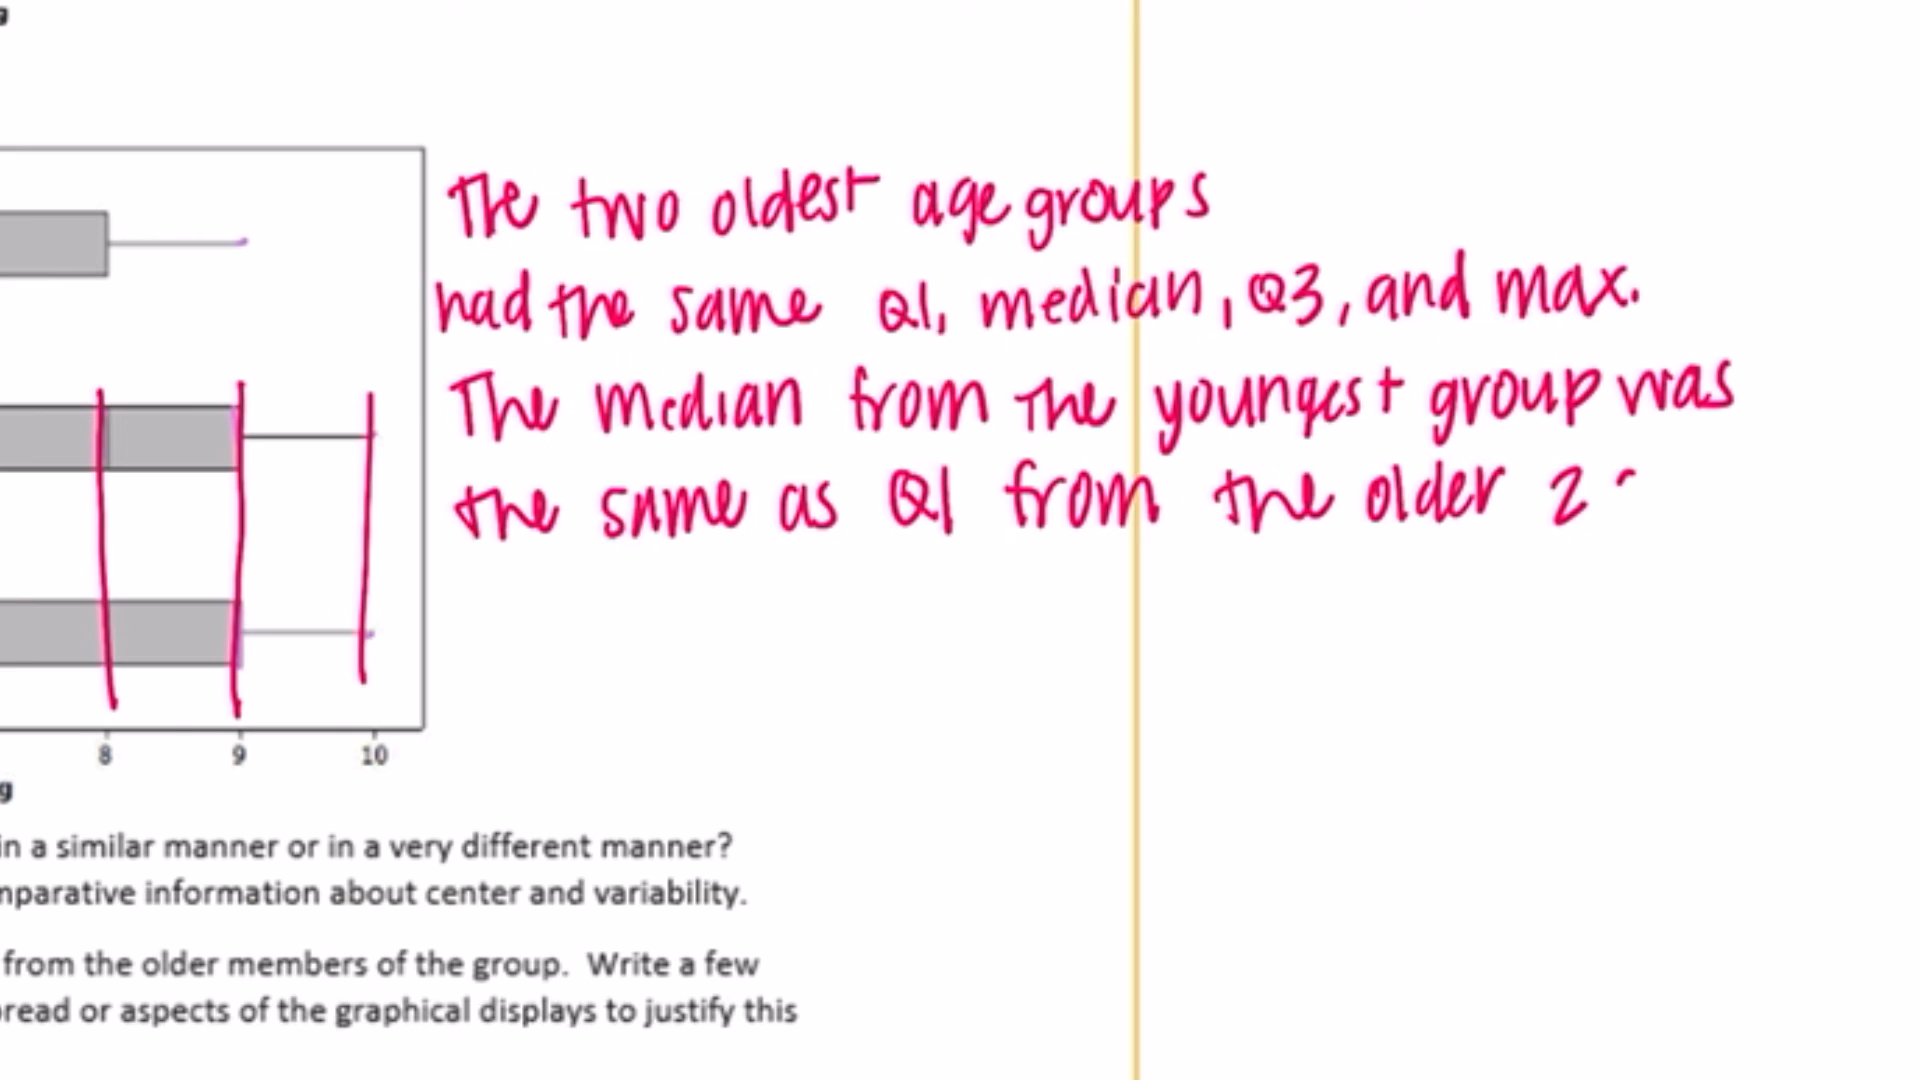 g
The two oldest age groups
had the same Q1, median, Q3, and max.
The median from the youngest group was
the same as Q1 from the older 2
8 9 10
g
in a similar manner or in a very different manner?
mparative information about center and variability.
from the older members of the group. Write a few
pread or aspects of the graphical displays to justify this